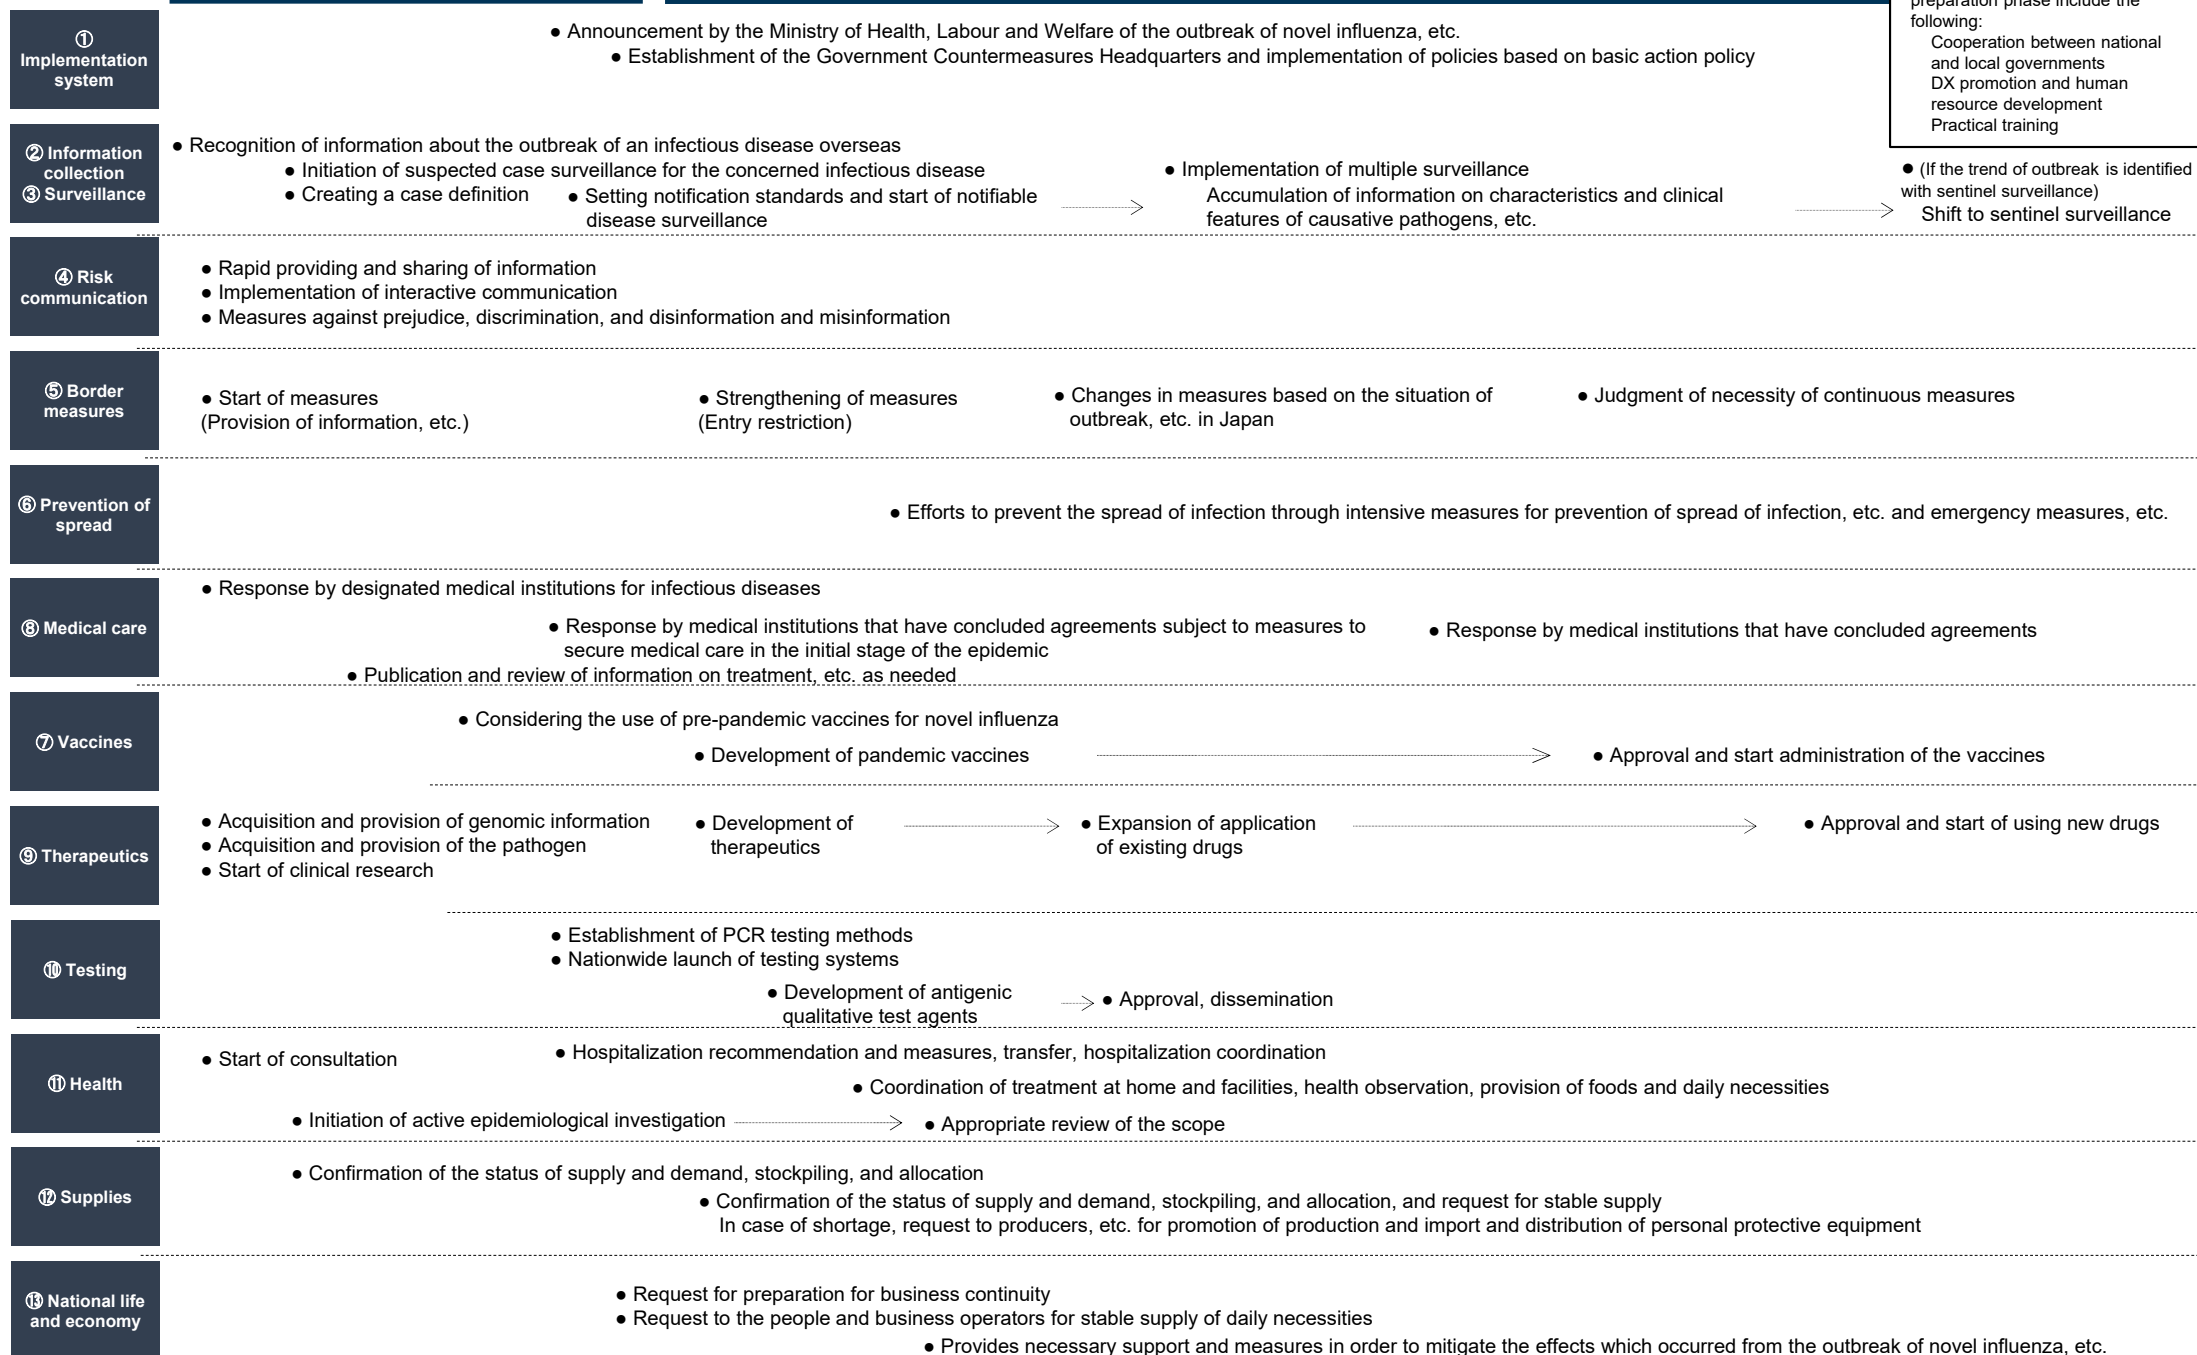 preparation phase include the
following:
Cooperation between national
and local governments
DX promotion and human
resource development
Practical training
①
Implementation
system
● Announcement by the Ministry of Health, Labour and Welfare of the outbreak of novel influenza, etc.
● Establishment of the Government Countermeasures Headquarters and implementation of policies based on basic action policy
② Information
collection
③ Surveillance
● Recognition of information about the outbreak of an infectious disease overseas
● Initiation of suspected case surveillance for the concerned infectious disease
● Creating a case definition
● Setting notification standards and start of notifiable
disease surveillance
● Implementation of multiple surveillance
Accumulation of information on characteristics and clinical
features of causative pathogens, etc.
● (If the trend of outbreak is identified
with sentinel surveillance)
Shift to sentinel surveillance
④ Risk
communication
● Rapid providing and sharing of information
● Implementation of interactive communication
● Measures against prejudice, discrimination, and disinformation and misinformation
⑤ Border
measures
● Start of measures
(Provision of information, etc.)
● Strengthening of measures
(Entry restriction)
● Changes in measures based on the situation of
outbreak, etc. in Japan
● Judgment of necessity of continuous measures
⑥ Prevention of
spread
● Efforts to prevent the spread of infection through intensive measures for prevention of spread of infection, etc. and emergency measures, etc.
⑧ Medical care
● Response by designated medical institutions for infectious diseases
● Response by medical institutions that have concluded agreements subject to measures to
secure medical care in the initial stage of the epidemic
● Response by medical institutions that have concluded agreements
● Publication and review of information on treatment, etc. as needed
⑦ Vaccines
● Considering the use of pre-pandemic vaccines for novel influenza
● Development of pandemic vaccines
● Approval and start administration of the vaccines
⑨ Therapeutics
● Acquisition and provision of genomic information
● Acquisition and provision of the pathogen
● Start of clinical research
● Development of
therapeutics
● Expansion of application
of existing drugs
● Approval and start of using new drugs
⑩ Testing
● Establishment of PCR testing methods
● Nationwide launch of testing systems
● Development of antigenic
qualitative test agents
● Approval, dissemination
⑪ Health
● Start of consultation
● Hospitalization recommendation and measures, transfer, hospitalization coordination
● Coordination of treatment at home and facilities, health observation, provision of foods and daily necessities
● Initiation of active epidemiological investigation
● Appropriate review of the scope
⑫ Supplies
● Confirmation of the status of supply and demand, stockpiling, and allocation
● Confirmation of the status of supply and demand, stockpiling, and allocation, and request for stable supply
In case of shortage, request to producers, etc. for promotion of production and import and distribution of personal protective equipment
⑬ National life
and economy
● Request for preparation for business continuity
● Request to the people and business operators for stable supply of daily necessities
● Provides necessary support and measures in order to mitigate the effects which occurred from the outbreak of novel influenza, etc.